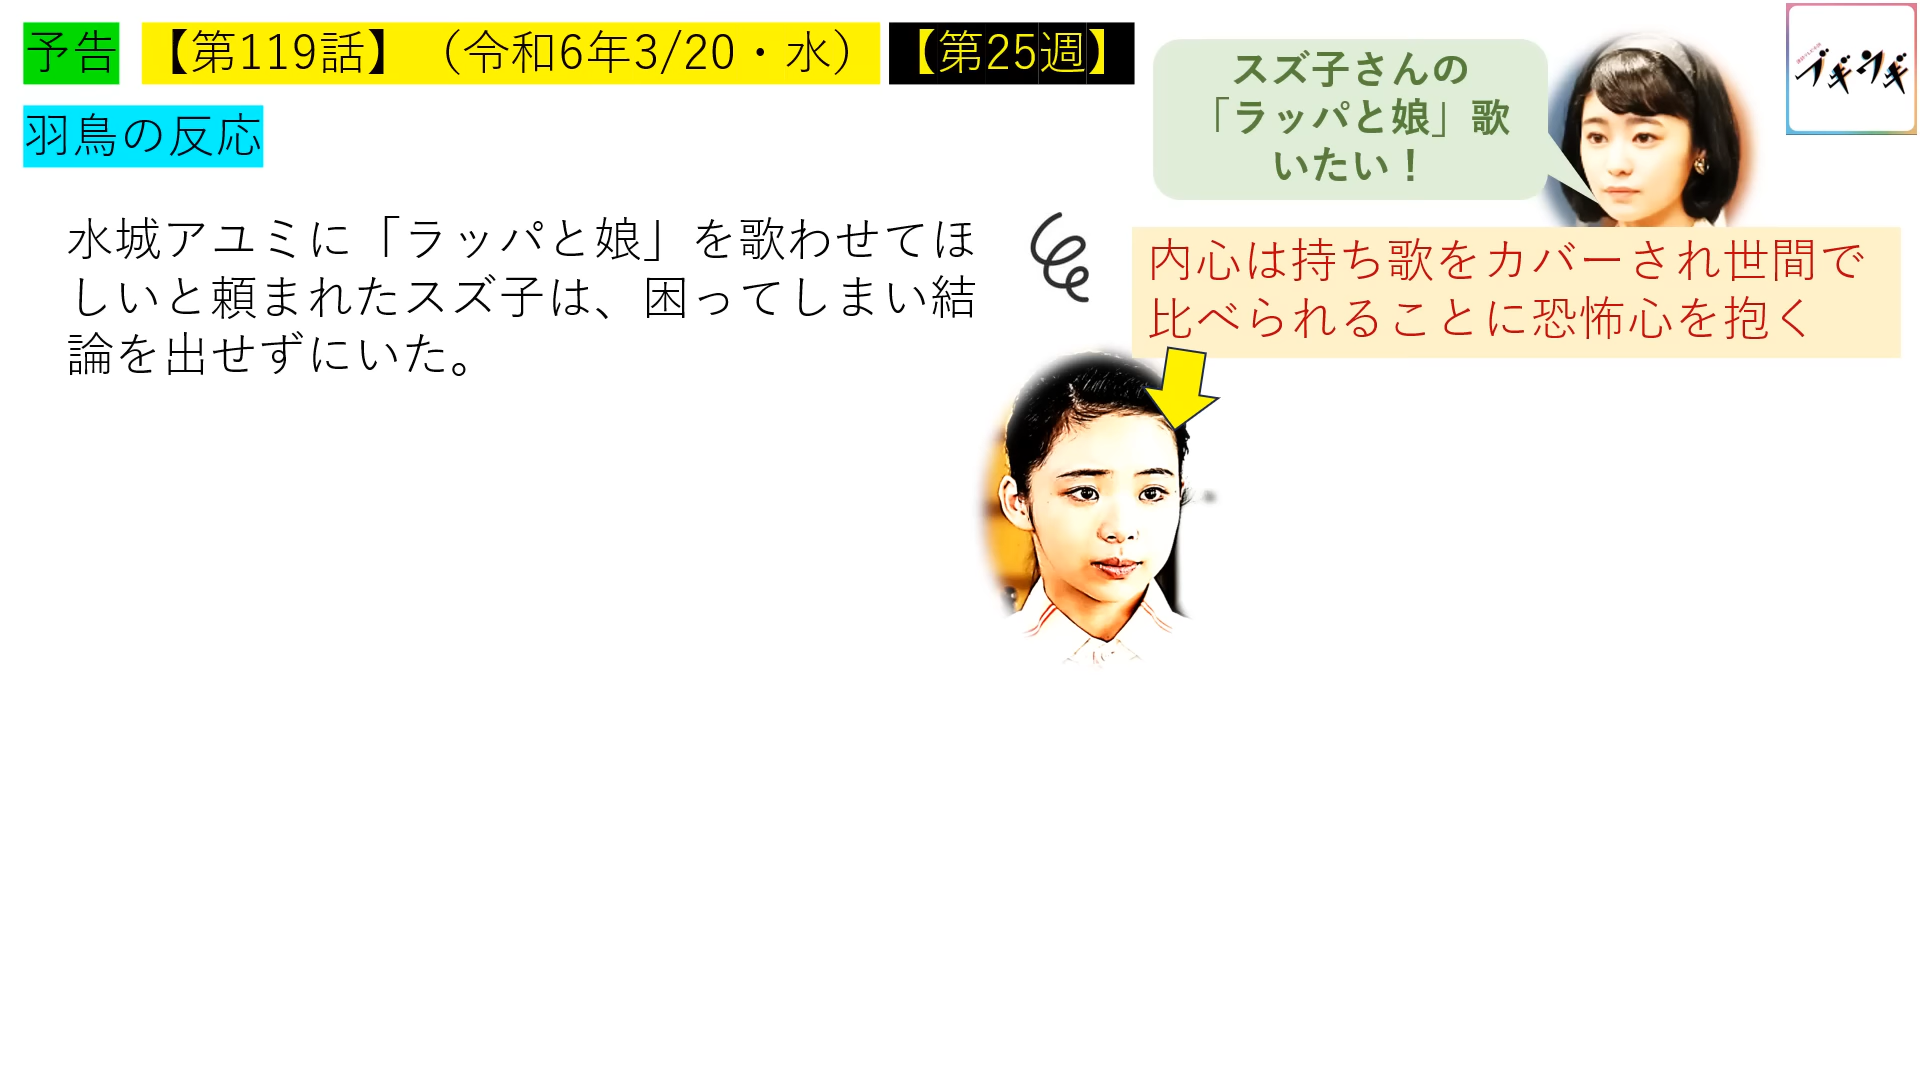 予告 【第119話】（令和6年3/20・水） 【第25週】
羽鳥の反応
スズ子さんの
「ラッパと娘」歌
いたい！
ブギウギ
水城アユミに「ラッパと娘」を歌わせてほ
しいと頼まれたスズ子は、困ってしまい結
論を出せずにいた。
内心は持ち歌をカバーされ世間で
比べられることに恐怖心を抱く